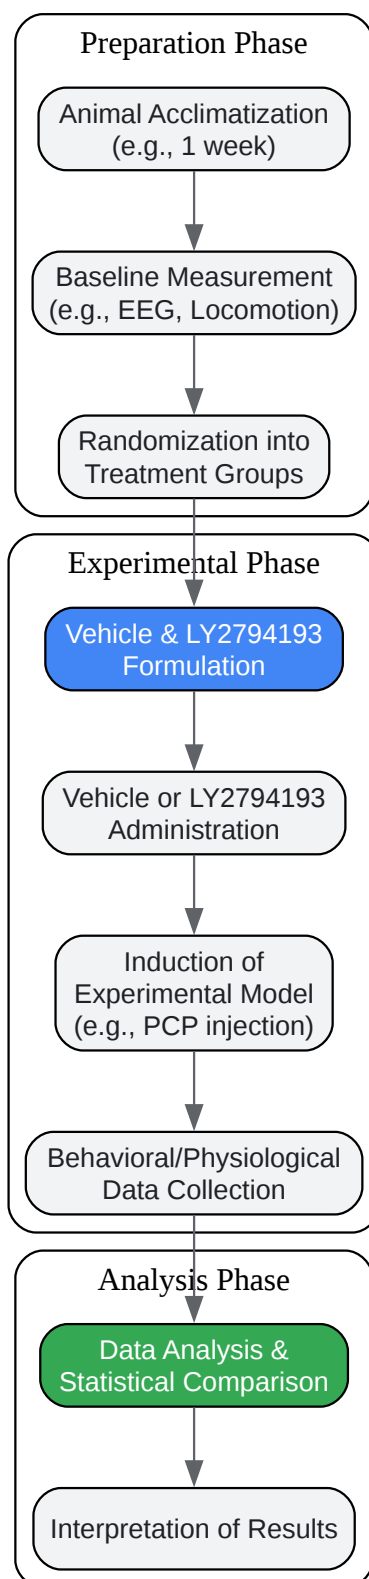 Preparation Phase
Animal Acclimatization
(e.g., 1 week)
Baseline Measurement
(e.g., EEG, Locomotion)
Randomization into
Treatment Groups
Experimental Phase
Vehicle & LY2794193
Formulation
Vehicle or LY2794193
Administration
Induction of
Experimental Model
(e.g., PCP injection)
Behavioral/Physiological
Data Collection
Analysis Phase
Data Analysis &
Statistical Comparison
Interpretation of Results